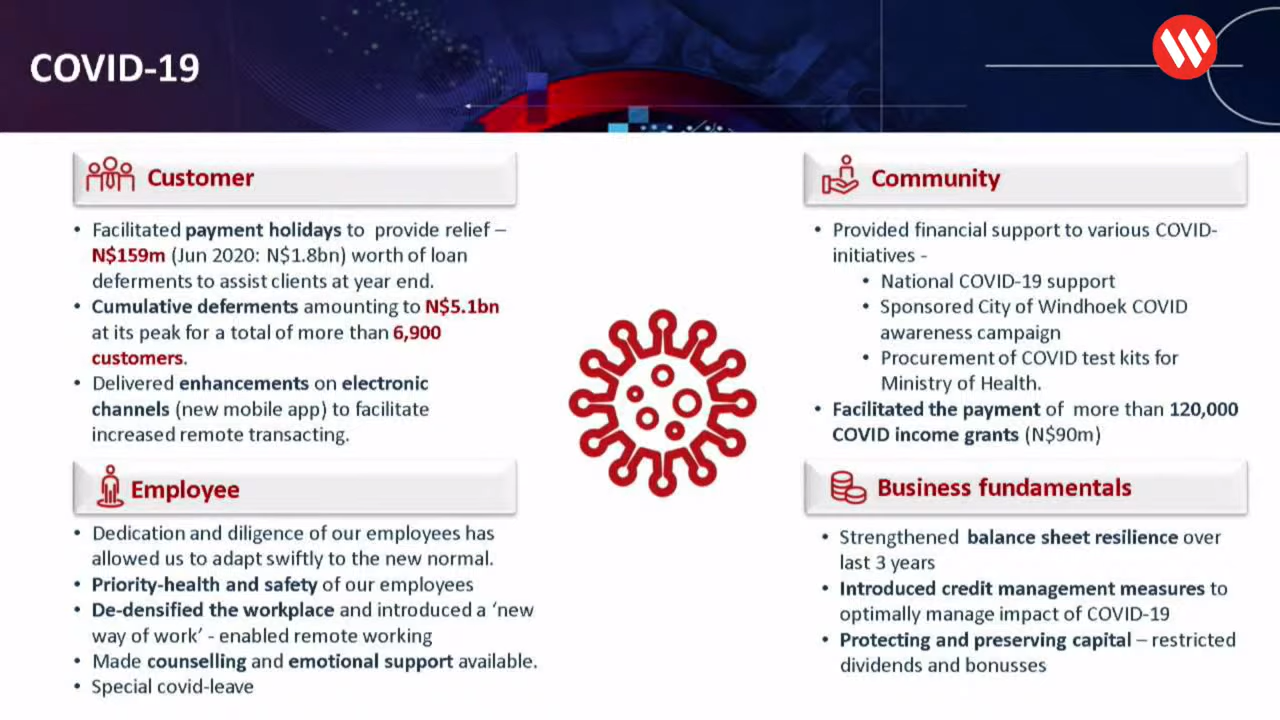 COVID-19
Customer
• Facilitated payment holidays to provide relief –
N$159m (Jun 2020: N$1.8bn) worth of loan
deferments to assist clients at year end.
• Cumulative deferments amounting to N$5.1bn
at its peak for a total of more than 6,900
customers.
• Delivered enhancements on electronic
channels (new mobile app) to facilitate
increased remote transacting.
Employee
• Dedication and diligence of our employees has
allowed us to adapt swiftly to the new normal.
• Priority-health and safety of our employees
• De-densified the workplace and introduced a ‘new
way of work’ - enabled remote working
• Made counselling and emotional support available.
• Special covid-leave
Community
• Provided financial support to various COVID-
initiatives -
• National COVID-19 support
• Sponsored City of Windhoek COVID
awareness campaign
• Procurement of COVID test kits for
Ministry of Health.
• Facilitated the payment of more than 120,000
COVID income grants (N$90m)
Business fundamentals
• Strengthened balance sheet resilience over
last 3 years
• Introduced credit management measures to
optimally manage impact of COVID-19
• Protecting and preserving capital – restricted
dividends and bonusses